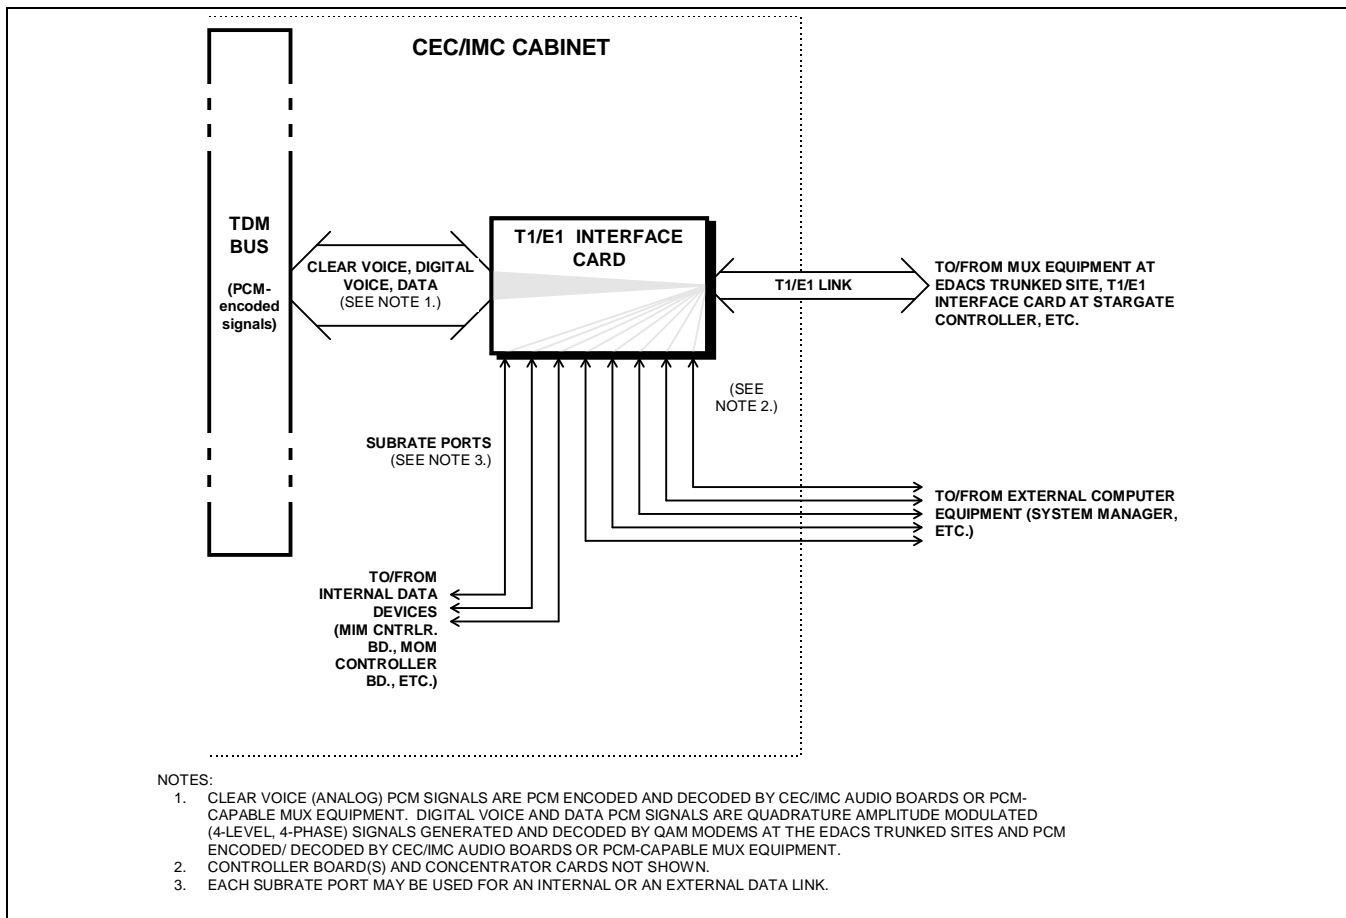 CEC/IMC CABINET
TDM
BUS
(PCM-
encoded
signals)
CLEAR VOICE, DIGITAL
VOICE, DATA
(SEE NOTE 1.)
T1/E1 INTERFACE
CARD
T1/E1 LINK
TO/FROM MUX EQUIPMENT AT
EDACS TRUNKED SITE, T1/E1
INTERFACE CARD AT STARGATE
CONTROLLER, ETC.
(SEE
NOTE 2.)
SUBRATE PORTS
(SEE NOTE 3.)
TO/FROM EXTERNAL COMPUTER
EQUIPMENT (SYSTEM MANAGER,
ETC.)
TO/FROM
INTERNAL DATA
DEVICES
(MIM CNTRLR.
BD., MOM
CONTROLLER
BD., ETC.)
NOTES:
1. CLEAR VOICE (ANALOG) PCM SIGNALS ARE PCM ENCODED AND DECODED BY CEC/IMC AUDIO BOARDS OR PCM-
CAPABLE MUX EQUIPMENT. DIGITAL VOICE AND DATA PCM SIGNALS ARE QUADRATURE AMPLITUDE MODULATED
(4-LEVEL, 4-PHASE) SIGNALS GENERATED AND DECODED BY QAM MODEMS AT THE EDACS TRUNKED SITES AND PCM
ENCODED/ DECODED BY CEC/IMC AUDIO BOARDS OR PCM-CAPABLE MUX EQUIPMENT.
2. CONTROLLER BOARD(S) AND CONCENTRATOR CARDS NOT SHOWN.
3. EACH SUBRATE PORT MAY BE USED FOR AN INTERNAL OR AN EXTERNAL DATA LINK.